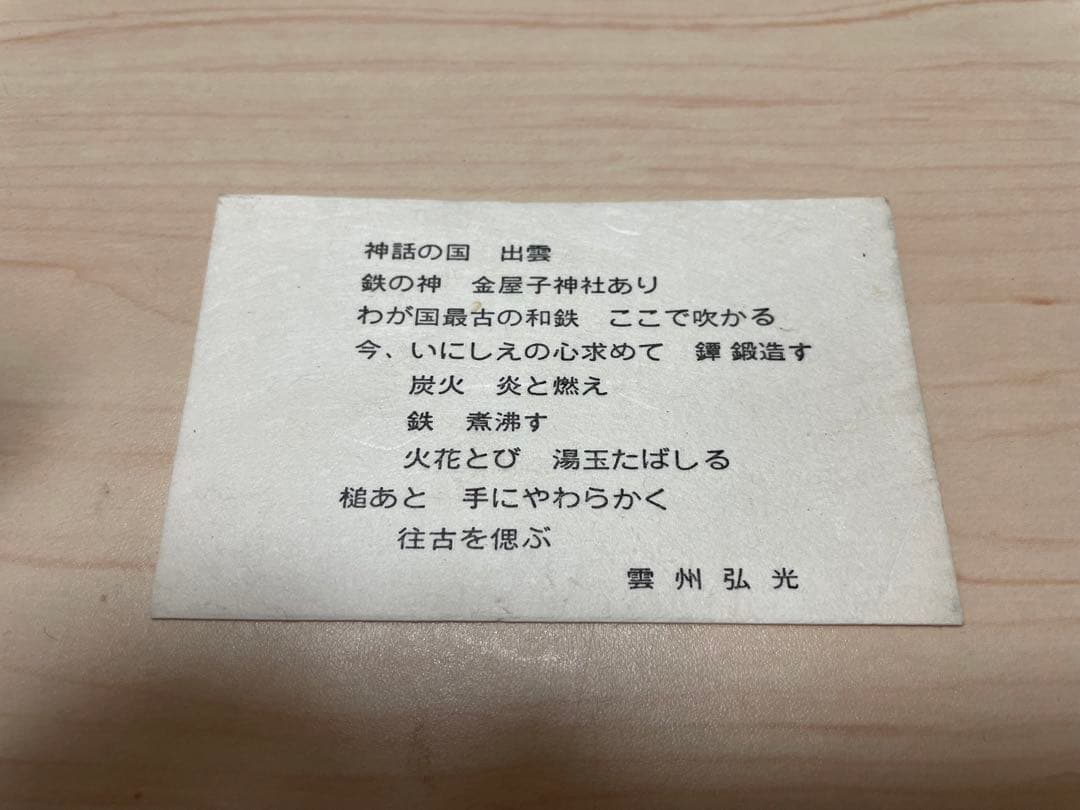 神話の国　出雲
鉄の神　金屋子神社あり
わが国最古の和鉄　ここで吹かる
今、いにしえの心求めて　鐔 鍛造す
炭火　炎と燃え
鉄　煮沸す
火花とび　湯玉たばしる
槌あと　手にやわらかく
往古を偲ぶ
雲州弘光